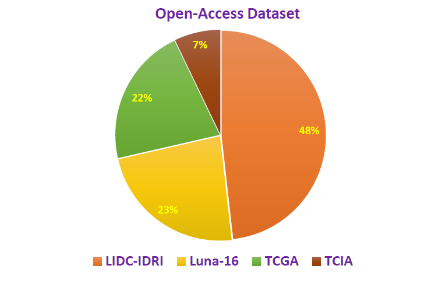 Open-Access Dataset
7%
22%
48%
23%
LIDC-IDRI Luna-16 TCGA TCIA